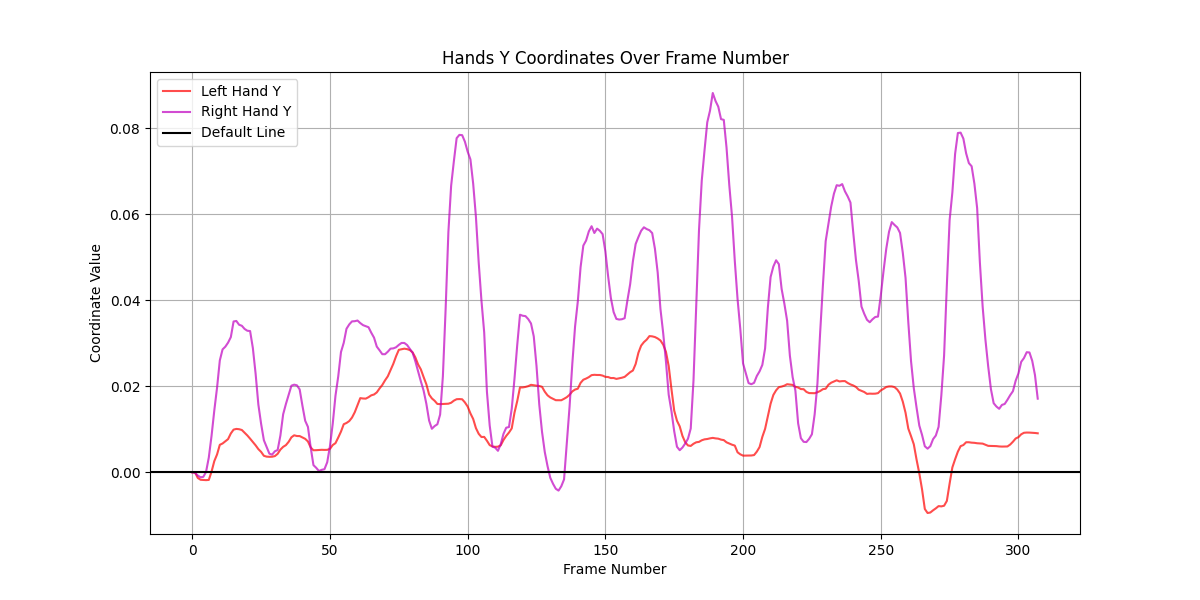 Hands Y Coordinates Over Frame Number
Left Hand Y
Right Hand Y
Default Line
Coordinate Value
0.08
0.06
0.04
0.02
0.00
0 50 100 150 200 250 300
Frame Number